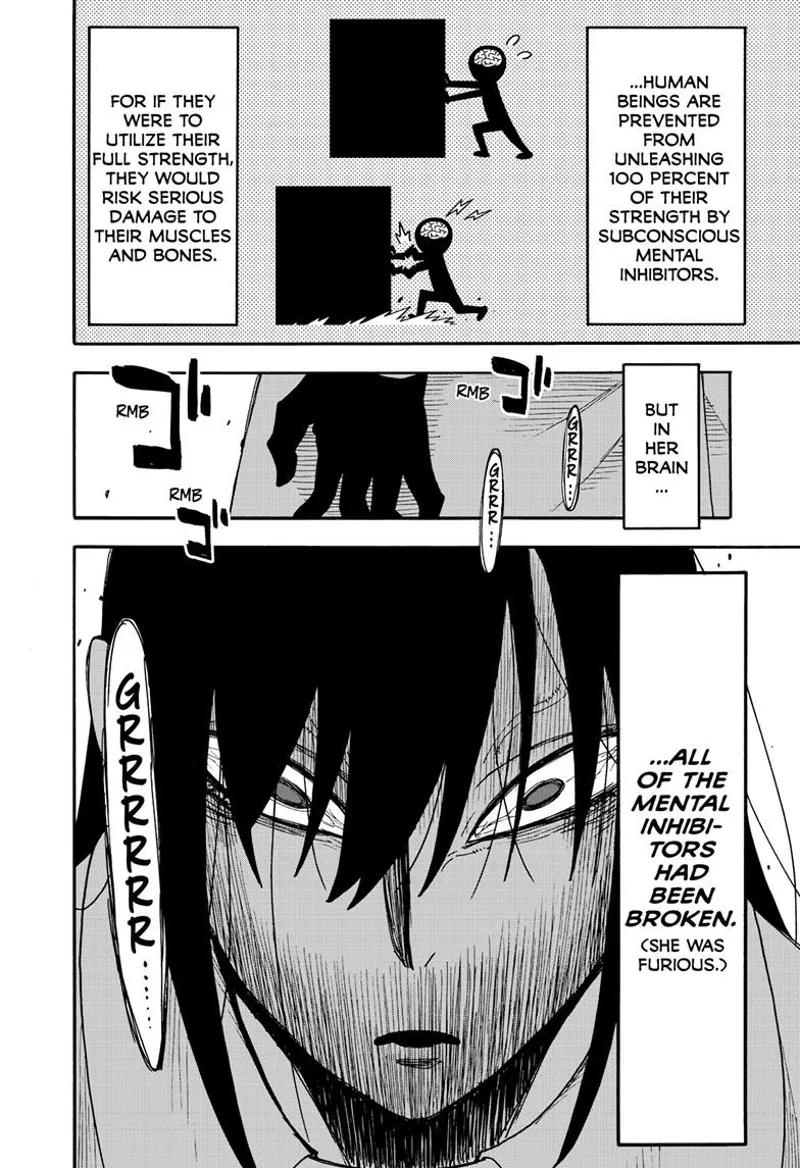 ...HUMAN
BEINGS ARE
PREVENTED
FROM
UNLEASHING
100 PERCENT
OF THEIR
STRENGTH BY
SUBCONSCIOUS
MENTAL
INHIBITORS.
FOR IF THEY
WERE TO
UTILIZE THEIR
FULL STRENGTH,
THEY WOULD
RISK SERIOUS
DAMAGE TO
THEIR MUSCLES
AND BONES.
BUT
IN
HER
BRAIN
...
GRRR...
RMB
ゴ
GRRRR...
RMB
ゴ
RMB
ゴ
...ALL
OF THE
MENTAL
INHIBI-
TORS
HAD
BEEN
BROKEN.
(SHE WAS
FURIOUS.)
GRRRRRR......